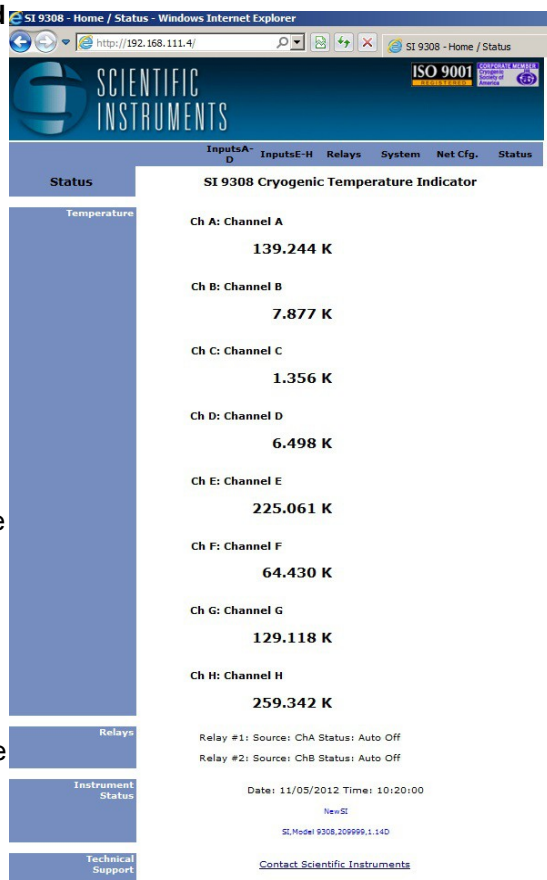 d
SI 9308 - Home / Status - Windows Internet Explorer
http://192.168.111.4/
SI 9308 - Home / Status
SCIENTIFIC
INSTRUMENTS
ISO 9001
REGISTERED
CORPORATE MEMBER
Cryogenic
Society of
America
InputsA-
D
InputsE-H Relays System Net Cfg. Status
Status
SI 9308 Cryogenic Temperature Indicator
Temperature
Ch A: Channel A
139.244 K
Ch B: Channel B
7.877 K
Ch C: Channel C
1.356 K
Ch D: Channel D
6.498 K
Ch E: Channel E
225.061 K
e
Ch F: Channel F
64.430 K
Ch G: Channel G
129.118 K
Ch H: Channel H
259.342 K
Relays
Relay #1: Source: ChA Status: Auto Off
e
Relay #2: Source: ChB Status: Auto Off
Instrument
Status
Date: 11/05/2012 Time: 10:20:00
NewSI
SI,Model 9308,209999,1.14D
Technical
Support
Contact Scientific Instruments